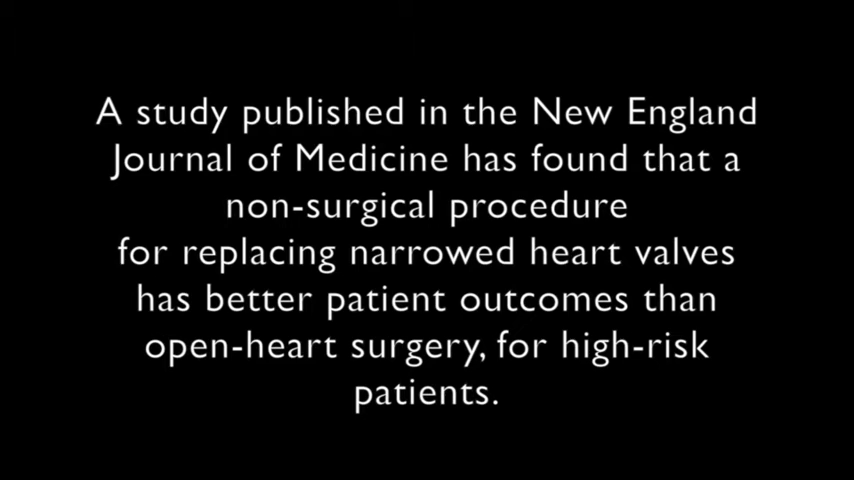 A study published in the New England
Journal of Medicine has found that a
non-surgical procedure
for replacing narrowed heart valves
has better patient outcomes than
open-heart surgery, for high-risk
patients.